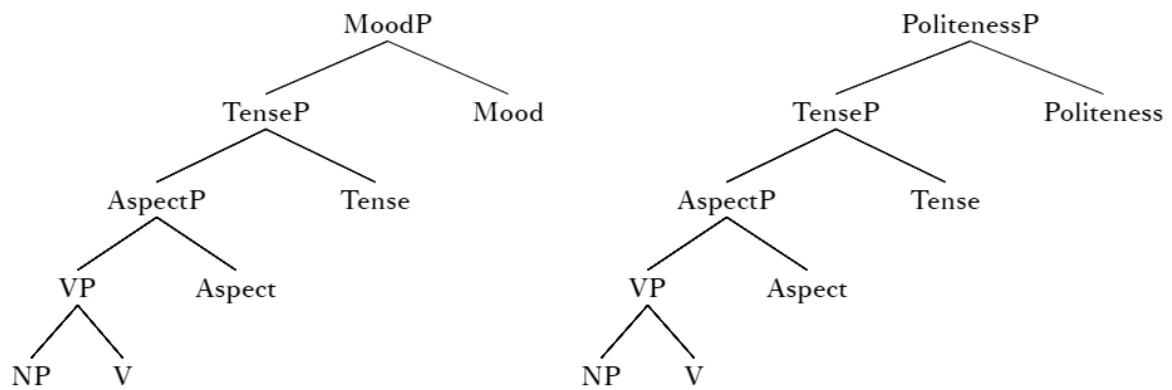 MoodP PolitenessP
TenseP Mood TenseP Politeness
AspectP Tense AspectP Tense
VP Aspect VP Aspect
NP V NP V